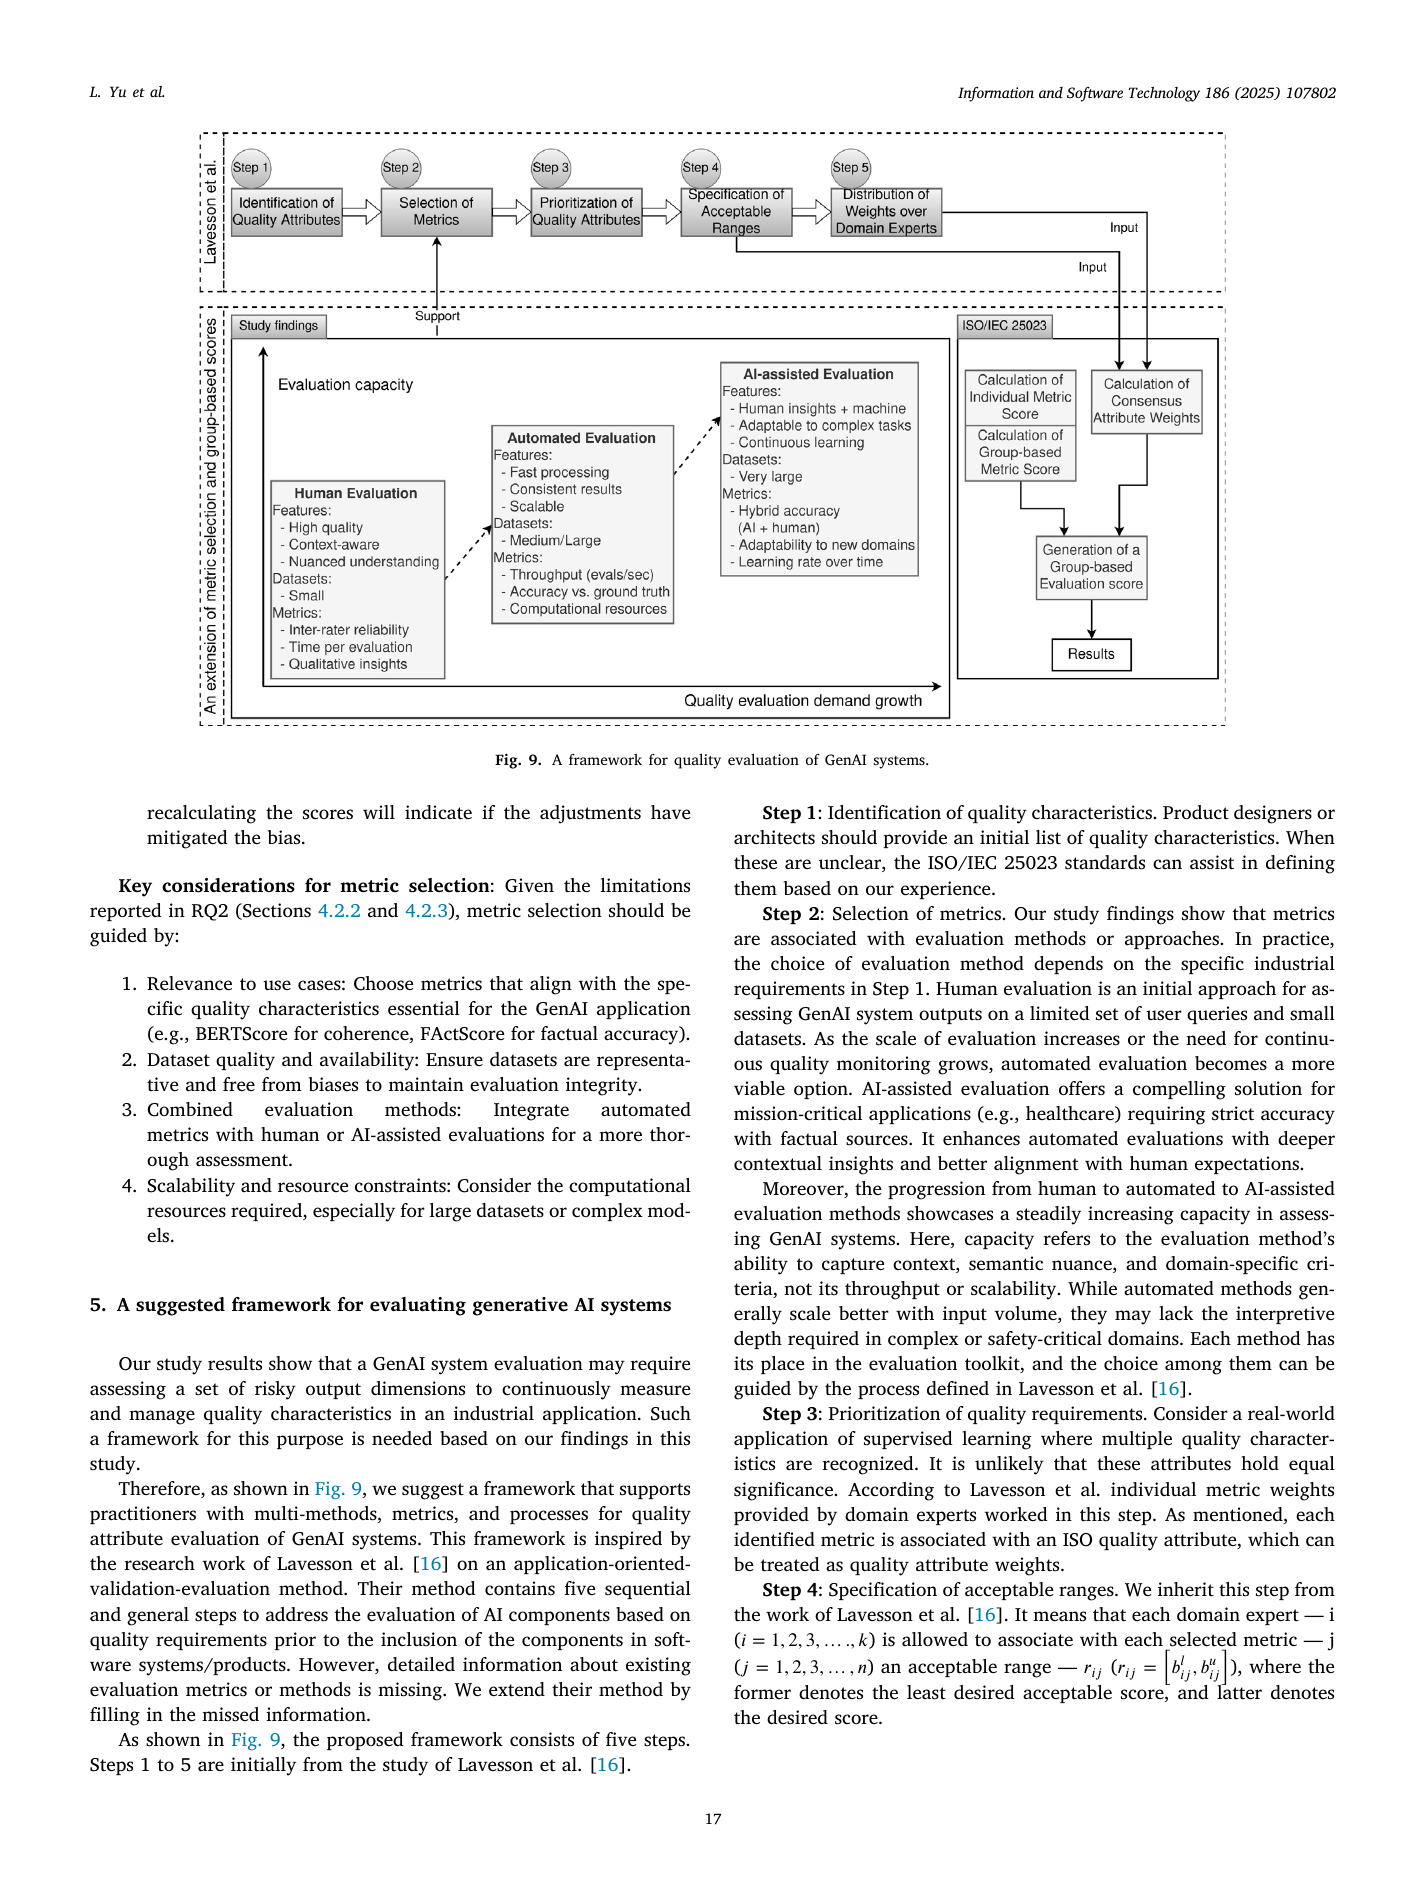 L. Yu et al.
Information and Software Technology 186 (2025) 107802
Lavesson et al.
Step 1
Identification of
Quality Attributes
Step 2
Selection of
Metrics
Step 3
Prioritization of
Quality Attributes
Step 4
Specification of
Acceptable
Ranges
Step 5
Distribution of
Weights over
Domain Experts
Input
Input
Support
An extension of metric selection and group-based scores
Study findings
Evaluation capacity
Human Evaluation
Features:
- High quality
- Context-aware
- Nuanced understanding
Datasets:
- Small
Metrics:
- Inter-rater reliability
- Time per evaluation
- Qualitative insights
Automated Evaluation
Features:
- Fast processing
- Consistent results
- Scalable
Datasets:
- Medium/Large
Metrics:
- Throughput (evals/sec)
- Accuracy vs. ground truth
- Computational resources
AI-assisted Evaluation
Features:
- Human insights + machine
- Adaptable to complex tasks
- Continuous learning
Datasets:
- Very large
Metrics:
- Hybrid accuracy
(AI + human)
- Adaptability to new domains
- Learning rate over time
Quality evaluation demand growth
ISO/IEC 25023
Calculation of
Individual Metric
Score
Calculation of
Group-based
Metric Score
Calculation of
Consensus
Attribute Weights
Generation of a
Group-based
Evaluation score
Results
Fig. 9. A framework for quality evaluation of GenAI systems.
recalculating the scores will indicate if the adjustments have
mitigated the bias.
Key considerations for metric selection: Given the limitations
reported in RQ2 (Sections 4.2.2 and 4.2.3), metric selection should be
guided by:
1. Relevance to use cases: Choose metrics that align with the spe-
cific quality characteristics essential for the GenAI application
(e.g., BERTScore for coherence, FActScore for factual accuracy).
2. Dataset quality and availability: Ensure datasets are representa-
tive and free from biases to maintain evaluation integrity.
3. Combined evaluation methods: Integrate automated
metrics with human or AI-assisted evaluations for a more thor-
ough assessment.
4. Scalability and resource constraints: Consider the computational
resources required, especially for large datasets or complex mod-
els.
5. A suggested framework for evaluating generative AI systems
Our study results show that a GenAI system evaluation may require
assessing a set of risky output dimensions to continuously measure
and manage quality characteristics in an industrial application. Such
a framework for this purpose is needed based on our findings in this
study.
Therefore, as shown in Fig. 9, we suggest a framework that supports
practitioners with multi-methods, metrics, and processes for quality
attribute evaluation of GenAI systems. This framework is inspired by
the research work of Lavesson et al. [16] on an application-oriented-
validation-evaluation method. Their method contains five sequential
and general steps to address the evaluation of AI components based on
quality requirements prior to the inclusion of the components in soft-
ware systems/products. However, detailed information about existing
evaluation metrics or methods is missing. We extend their method by
filling in the missed information.
As shown in Fig. 9, the proposed framework consists of five steps.
Steps 1 to 5 are initially from the study of Lavesson et al. [16].
Step 1: Identification of quality characteristics. Product designers or
architects should provide an initial list of quality characteristics. When
these are unclear, the ISO/IEC 25023 standards can assist in defining
them based on our experience.
Step 2: Selection of metrics. Our study findings show that metrics
are associated with evaluation methods or approaches. In practice,
the choice of evaluation method depends on the specific industrial
requirements in Step 1. Human evaluation is an initial approach for as-
sessing GenAI system outputs on a limited set of user queries and small
datasets. As the scale of evaluation increases or the need for continu-
ous quality monitoring grows, automated evaluation becomes a more
viable option. AI-assisted evaluation offers a compelling solution for
mission-critical applications (e.g., healthcare) requiring strict accuracy
with factual sources. It enhances automated evaluations with deeper
contextual insights and better alignment with human expectations.
Moreover, the progression from human to automated to AI-assisted
evaluation methods showcases a steadily increasing capacity in assess-
ing GenAI systems. Here, capacity refers to the evaluation method's
ability to capture context, semantic nuance, and domain-specific cri-
teria, not its throughput or scalability. While automated methods gen-
erally scale better with input volume, they may lack the interpretive
depth required in complex or safety-critical domains. Each method has
its place in the evaluation toolkit, and the choice among them can be
guided by the process defined in Lavesson et al. [16].
Step 3: Prioritization of quality requirements. Consider a real-world
application of supervised learning where multiple quality character-
istics are recognized. It is unlikely that these attributes hold equal
significance. According to Lavesson et al. individual metric weights
provided by domain experts worked in this step. As mentioned, each
identified metric is associated with an ISO quality attribute, which can
be treated as quality attribute weights.
Step 4: Specification of acceptable ranges. We inherit this step from
the work of Lavesson et al. [16]. It means that each domain expert — i
(i = 1, 2, 3, … ., k) is allowed to associate with each selected metric — j
(j = 1, 2, 3, … , n) an acceptable range — r_ij (r_ij = [b^l_ij, b^u_ij]), where the
former denotes the least desired acceptable score, and latter denotes
the desired score.
17